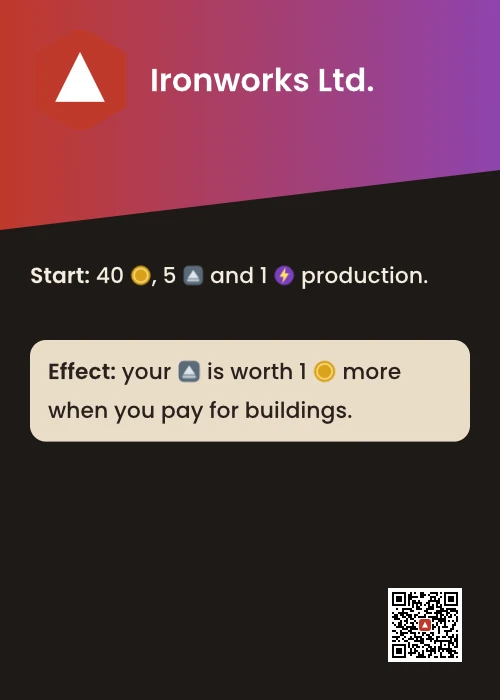 Ironworks Ltd.
Start: 40 , 5 and 1 production.
Effect: your is worth 1 more
when you pay for buildings.